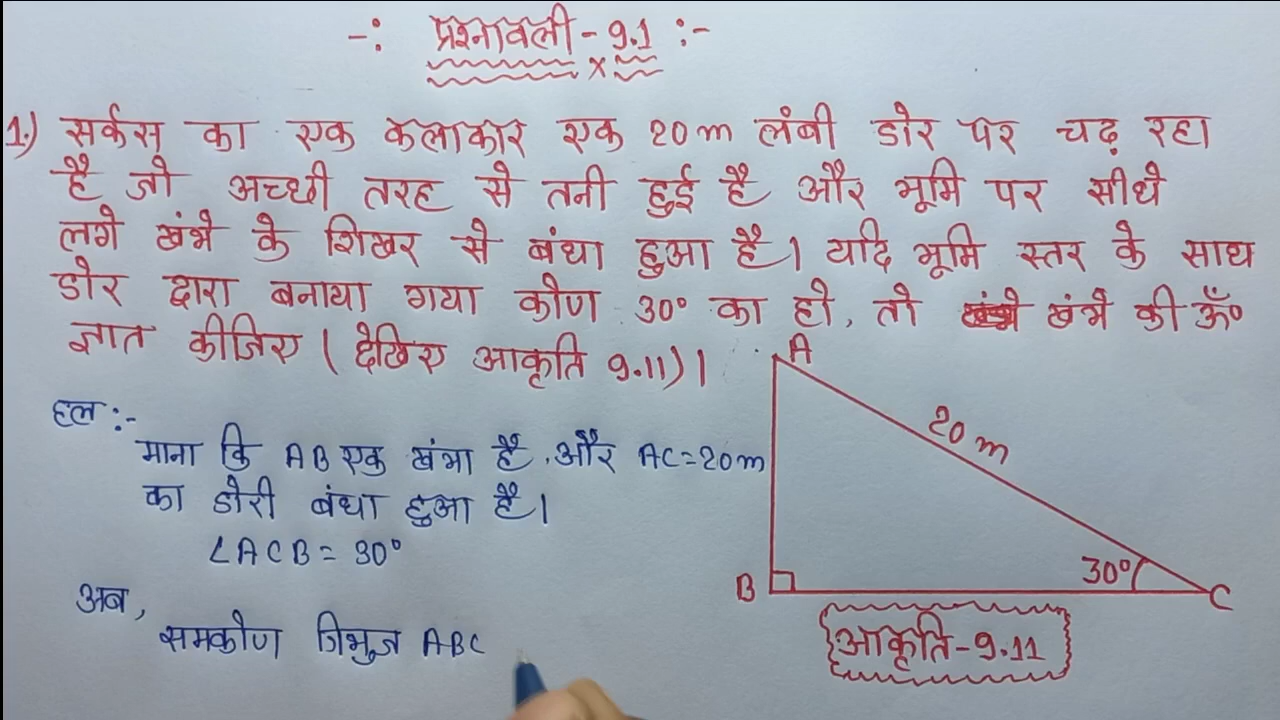 -: प्रश्नावली - 9.1 :-
1.) सर्कस का एक कलाकार एक 20 m लंबी डोर पर चढ़ रहा
है जो अच्छी तरह से तनी हुई है और भूमि पर सीधे
लगे खंभे के शिखर से बंधा हुआ है। यदि भूमि स्तर के साथ
डोर द्वारा बनाया गया कोण 30° का हो, तो खंभे की ऊँ०
ज्ञात कीजिए (देखिए आकृति 9.11)।
A
20 m
30°
B
C
आकृति-9.11
हल :-
माना कि AB एक खंभा है, और AC=20m
का डोरी बंधा हुआ है।
∠ACB = 30°
अब,
समकोण त्रिभुज ABC